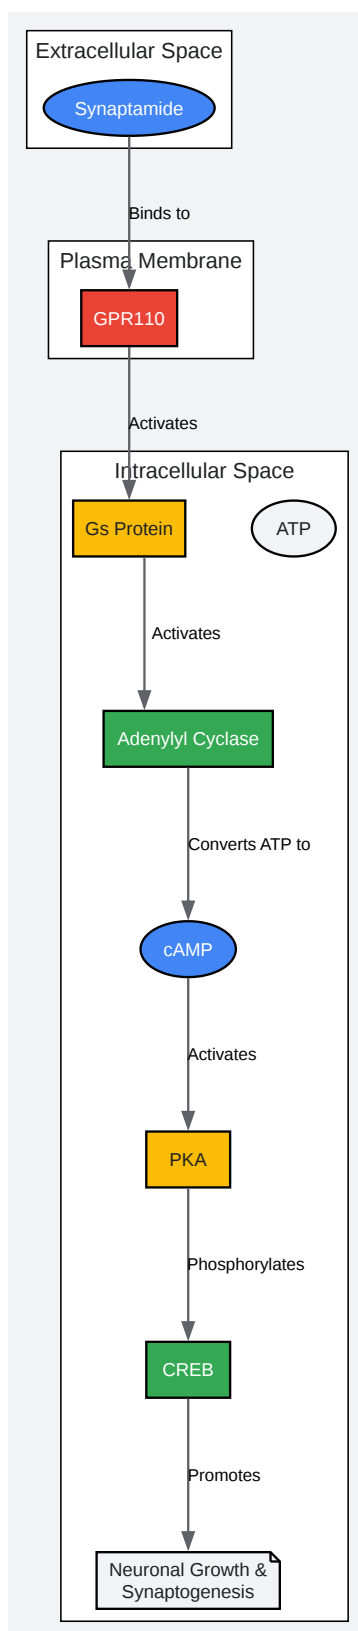 Extracellular Space
Synaptamide
Binds to
Plasma Membrane
GPR110
Activates
Intracellular Space
Gs Protein
ATP
Activates
Adenylyl Cyclase
Converts ATP to
cAMP
Activates
PKA
Phosphorylates
CREB
Promotes
Neuronal Growth &
Synaptogenesis